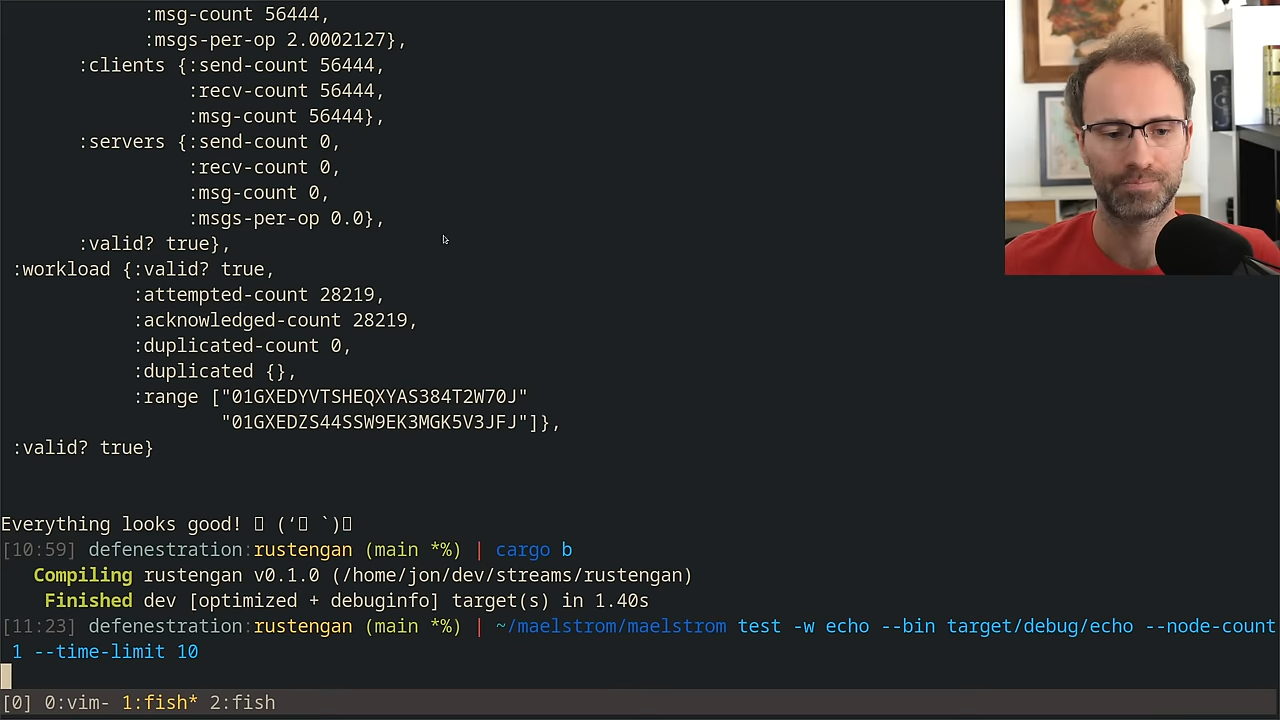 :msg-count 56444,
:msgs-per-op 2.0002127},
:clients {:send-count 56444,
:recv-count 56444,
:msg-count 56444},
:servers {:send-count 0,
:recv-count 0,
:msg-count 0,
:msgs-per-op 0.0},
:valid? true},
:workload {:valid? true,
:attempted-count 28219,
:acknowledged-count 28219,
:duplicated-count 0,
:duplicated {},
:range ["01GXEDYVTSHEQXYAS384T2W70J"
"01GXEDZS44SSW9EK3MGK5V3JFJ"]},
:valid? true}
Everything looks good! ▯ (‘▯ `)▯
[10:59] defenestration:rustengan (main *%) | cargo b
Compiling rustengan v0.1.0 (/home/jon/dev/streams/rustengan)
Finished dev [optimized + debuginfo] target(s) in 1.40s
[11:23] defenestration:rustengan (main *%) | ~/maelstrom/maelstrom test -w echo --bin target/debug/echo --node-count
1 --time-limit 10
[0] 0:vim- 1:fish* 2:fish